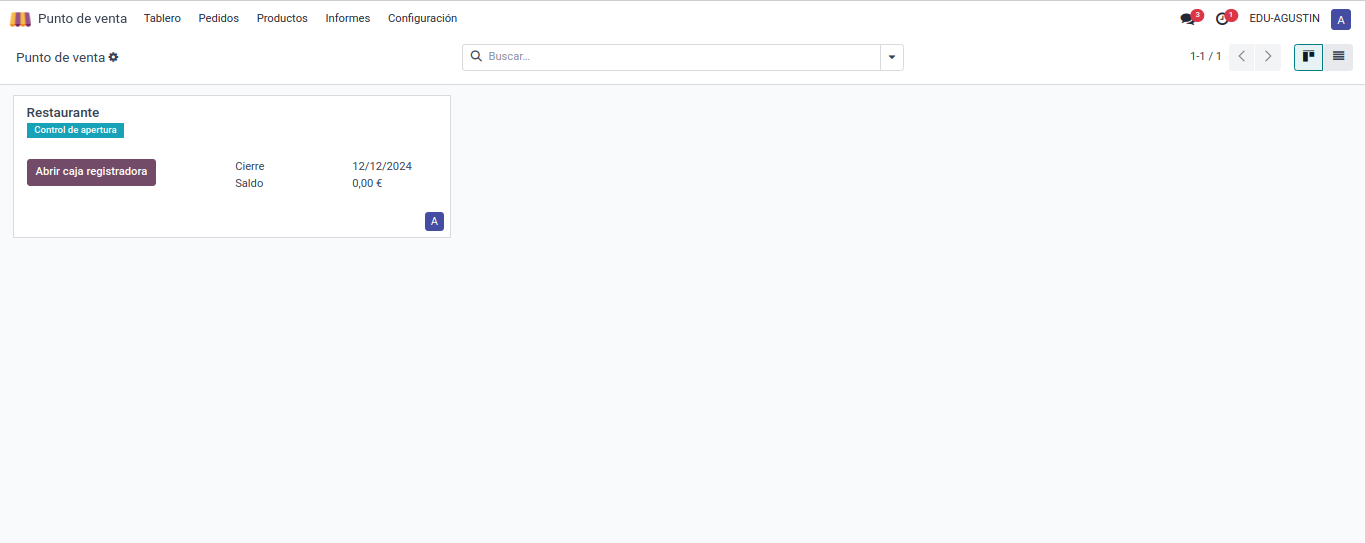 Punto de venta Tablero Pedidos Productos Informes Configuración 3 1 EDU-AGUSTIN A
Punto de venta Buscar... 1-1 / 1
Restaurante
Control de apertura
Abrir caja registradora
Cierre 12/12/2024
Saldo 0,00 €
A